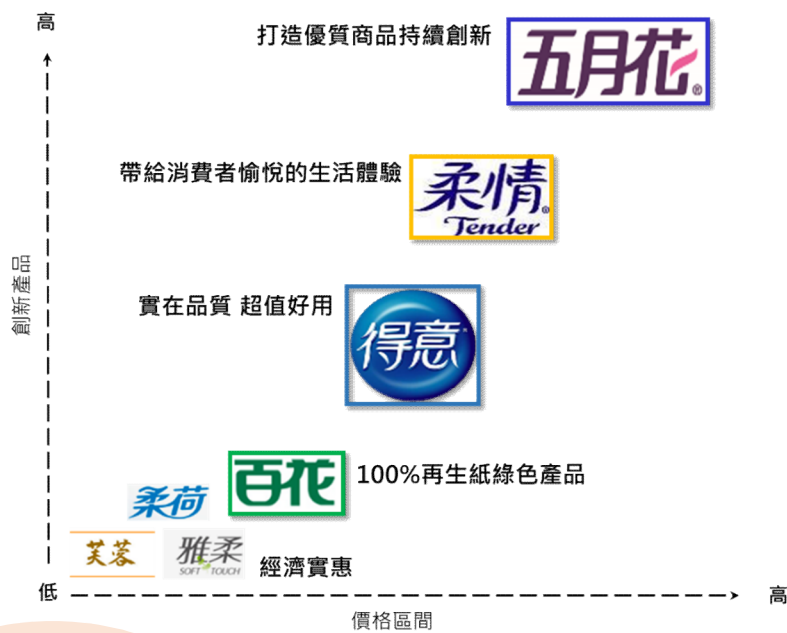 高
打造優質商品持續創新
五月花®
帶給消費者愉悅的生活體驗
柔情®
Tender
創新產品
實在品質 超值好用
得意
百花
100%再生紙綠色產品
柔荷
芙蓉
雅柔
SOFT TOUCH
經濟實惠
低
高
價格區間